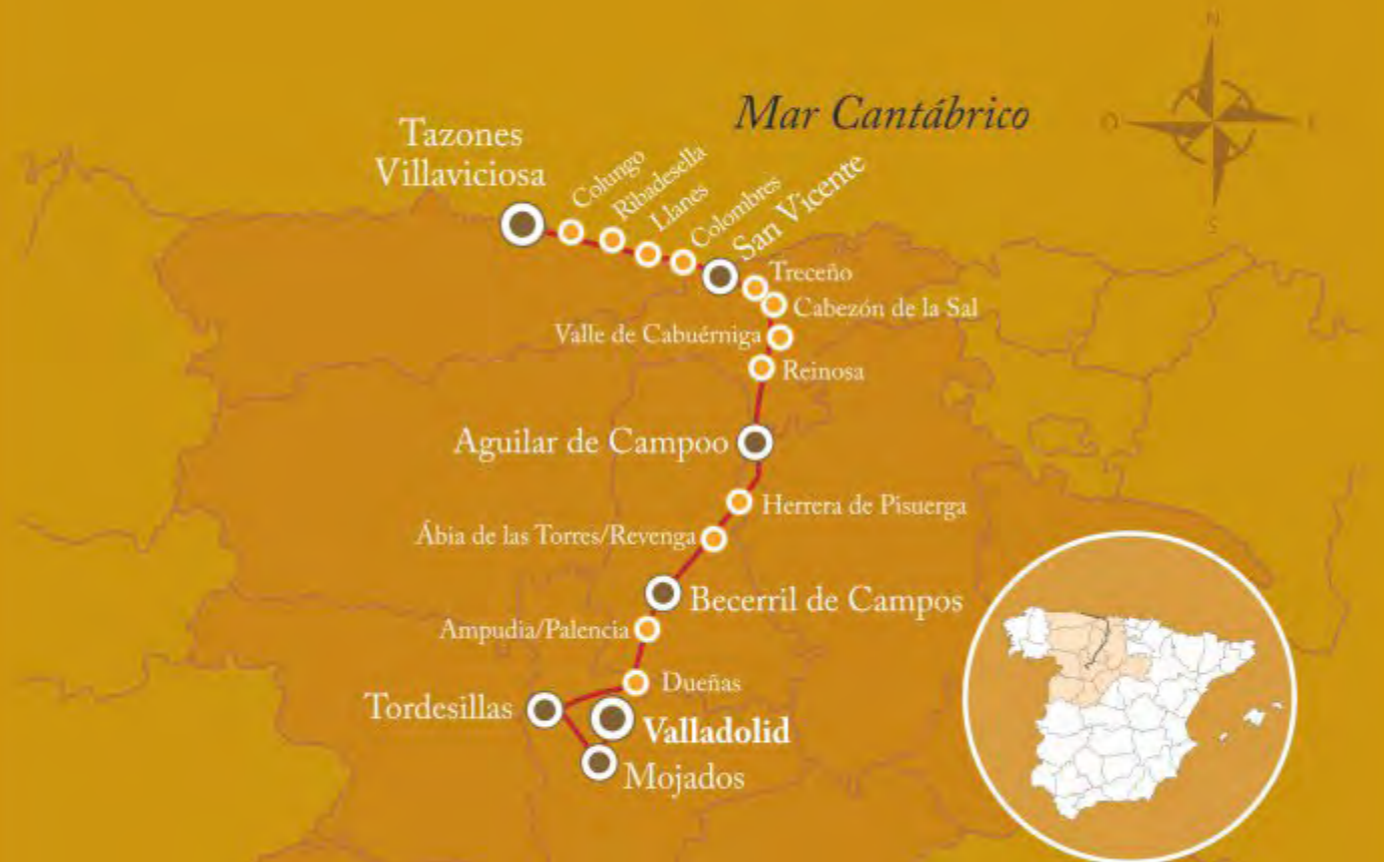 N
Mar Cantábrico
O
E
S
Tazones
Villaviciosa
Colungo
Ribadesella
Llanes
Colombres
San Vicente
Treceño
Cabezón de la Sal
Valle de Cabuérniga
Reinosa
Aguilar de Campoo
Herrera de Pisuerga
Ábia de las Torres/Revenga
Becerril de Campos
Ampudia/Palencia
Dueñas
Tordesillas
Valladolid
Mojados